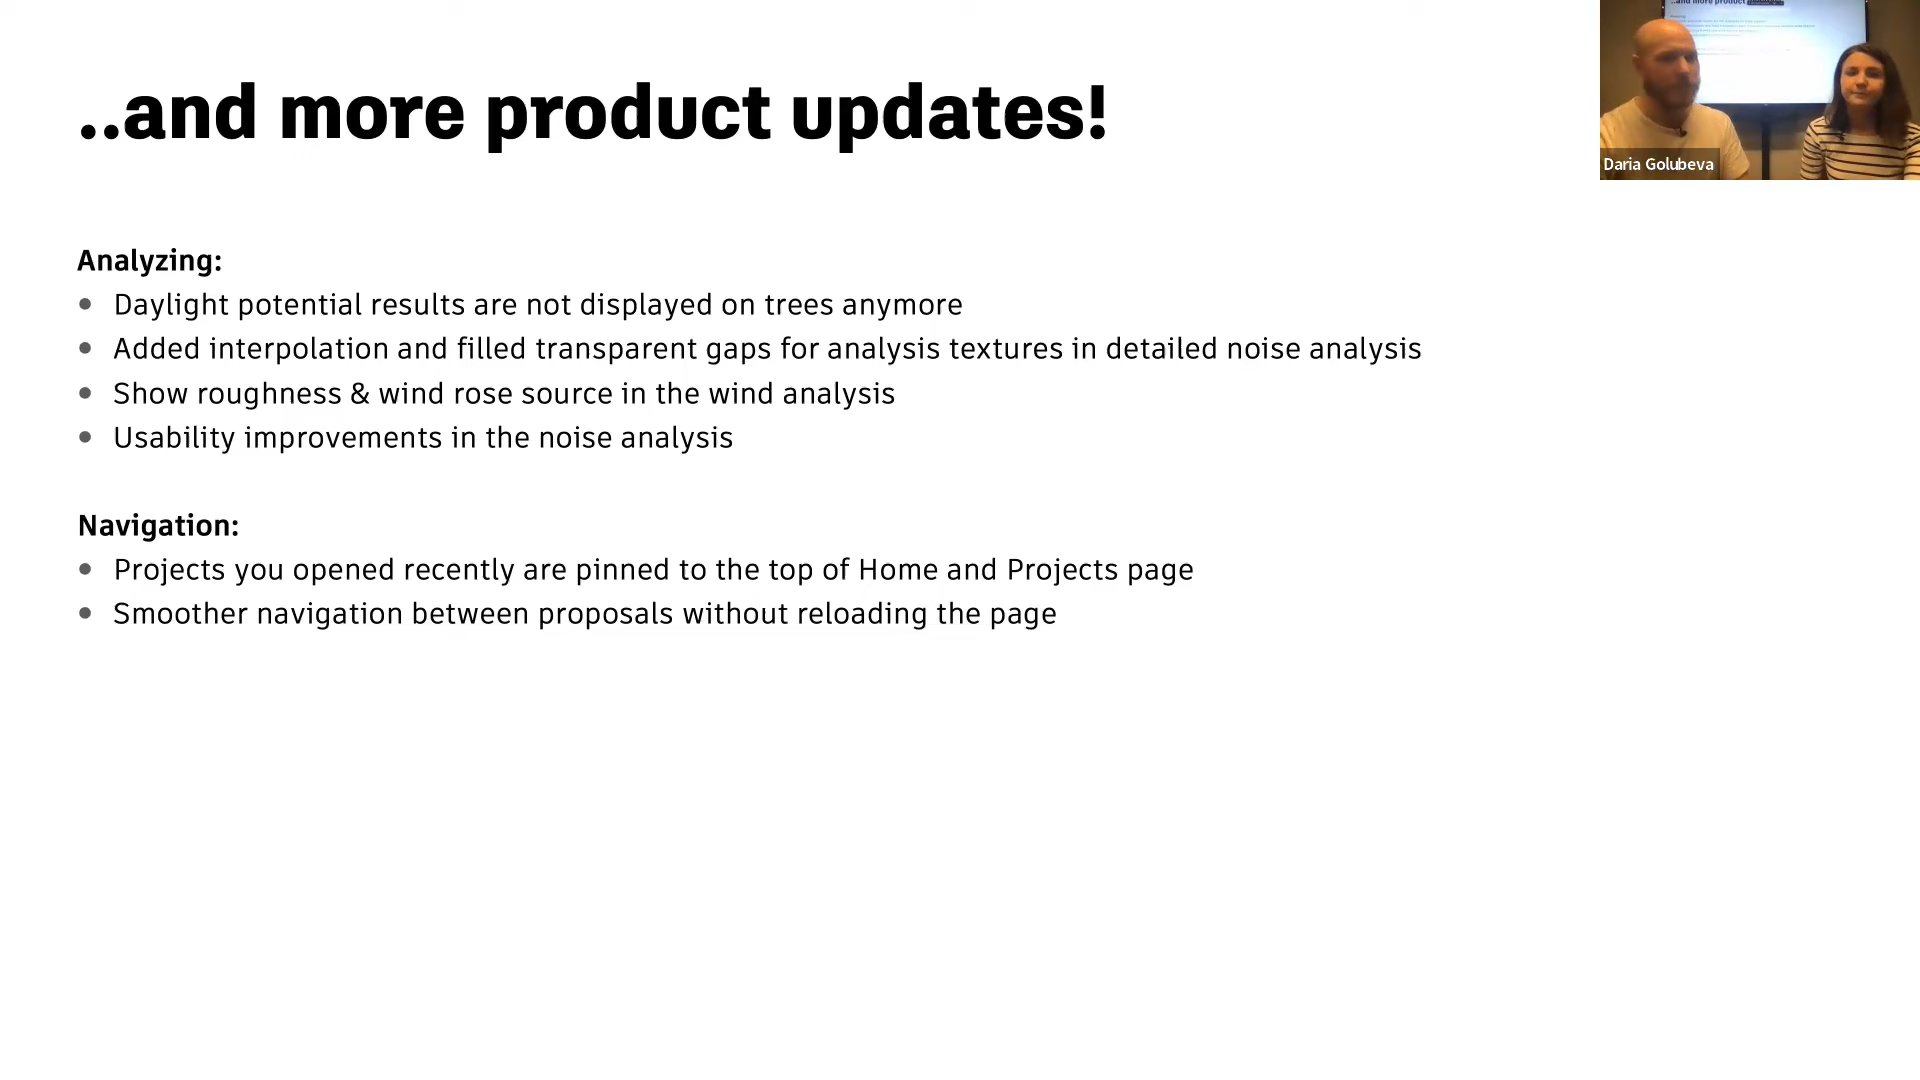 ..and more product updates!
Daria Golubeva
Analyzing:
• Daylight potential results are not displayed on trees anymore
• Added interpolation and filled transparent gaps for analysis textures in detailed noise analysis
• Show roughness & wind rose source in the wind analysis
• Usability improvements in the noise analysis
Navigation:
• Projects you opened recently are pinned to the top of Home and Projects page
• Smoother navigation between proposals without reloading the page